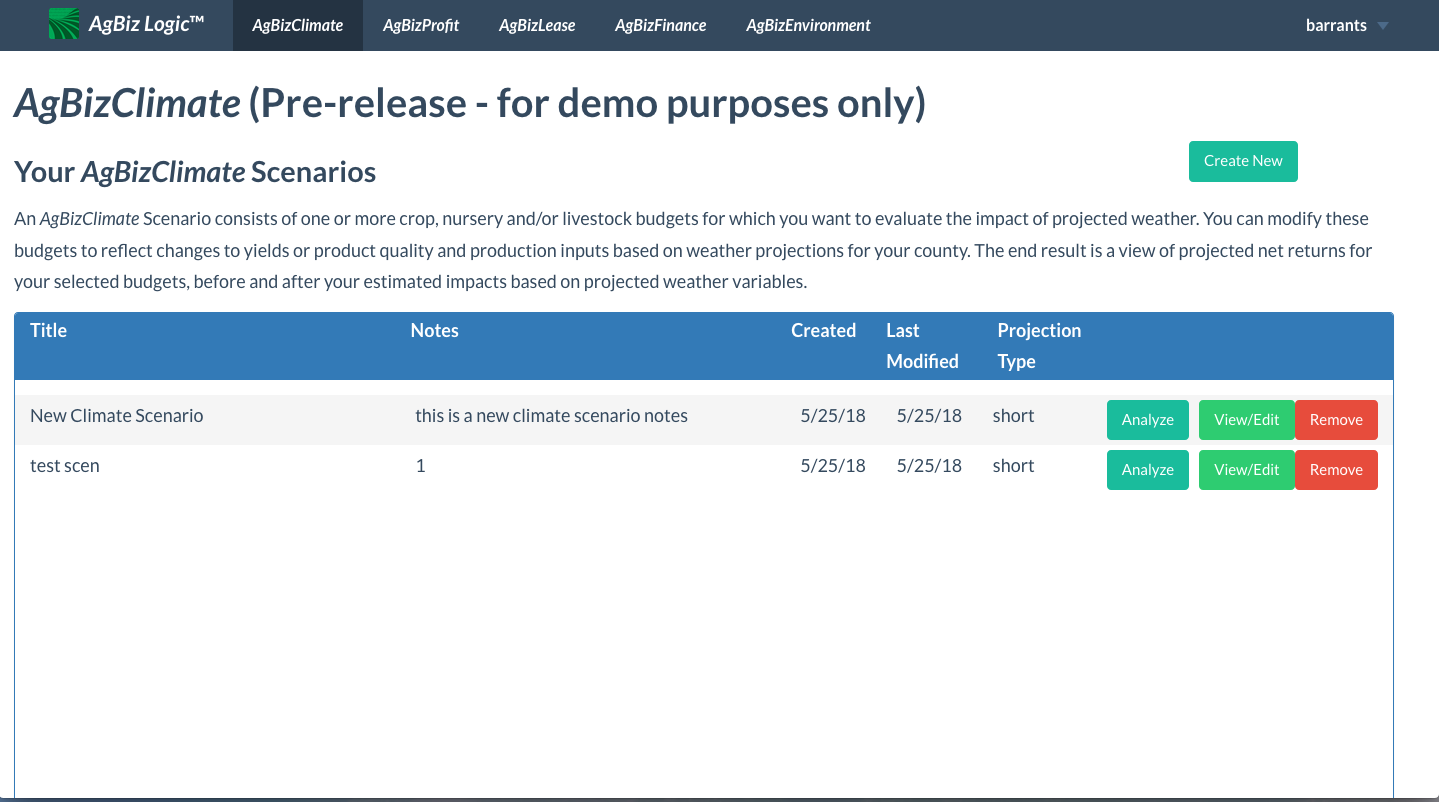 AgBiz Logic™ AgBizClimate AgBizProfit AgBizLease AgBizFinance AgBizEnvironment barrants
AgBizClimate (Pre-release - for demo purposes only)
Your AgBizClimate Scenarios Create New
An AgBizClimate Scenario consists of one or more crop, nursery and/or livestock budgets for which you want to evaluate the impact of projected weather. You can modify these
budgets to reflect changes to yields or product quality and production inputs based on weather projections for your county. The end result is a view of projected net returns for
your selected budgets, before and after your estimated impacts based on projected weather variables.
Title Notes Created Last Projection
Modified Type
New Climate Scenario this is a new climate scenario notes 5/25/18 5/25/18 short Analyze View/Edit Remove
test scen 1 5/25/18 5/25/18 short Analyze View/Edit Remove